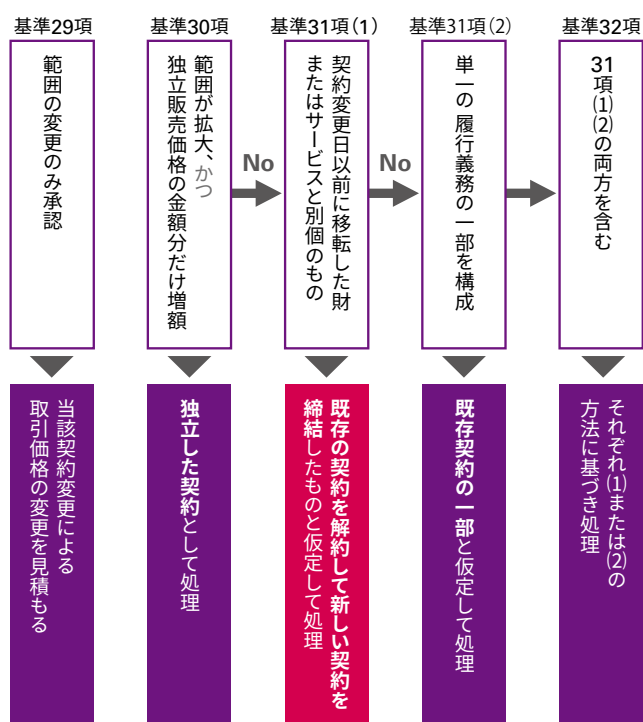 基準29項
基準30項
基準31項(1)
基準31項(2)
基準32項
範囲の変更のみ承認
範囲が拡大、かつ
独立販売価格の金額分だけ増額
No
契約変更日以前に移転した財
またはサービスと別個のもの
No
単一の 履行義務の一部を構成
31項(1)(2)の両方を含む
当該契約変更による
取引価格の変更を見積もる
独立した契約として処理
既存の契約を解約して新しい契約を
締結したものと仮定して処理
既存契約の一部と仮定して処理
それぞれ(1)または(2)の
方法に基づき処理